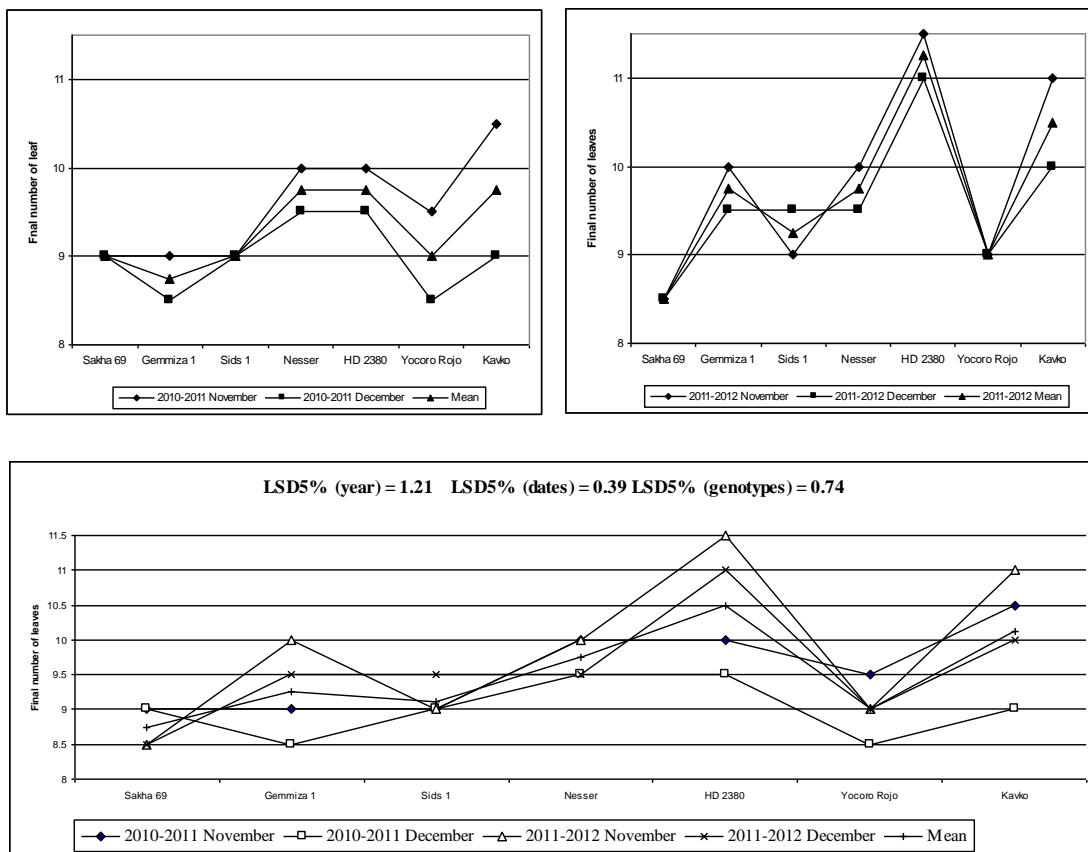 Fnal number of leaf
11
10
9
8
Sakha 69 Gemmiza 1 Sids 1 Nesser HD 2380 Yocoro Rojo Kavko
2010-2011 November 2010-2011 December Mean
Final number of leaves
11
10
9
8
Sakha 69 Gemmiza 1 Sids 1 Nesser HD 2380 Yocoro Rojo Kavko
2011-2012 November 2011-2012 December 2011-2012 Mean
LSD5% (year) = 1.21 LSD5% (dates) = 0.39 LSD5% (genotypes) = 0.74
Final number of leaves
11.5
11
10.5
10
9.5
9
8.5
8
Sakha 69 Gemmiza 1 Sids 1 Nesser HD 2380 Yocoro Rojo Kavko
2010-2011 November 2010-2011 December 2011-2012 November 2011-2012 December Mean